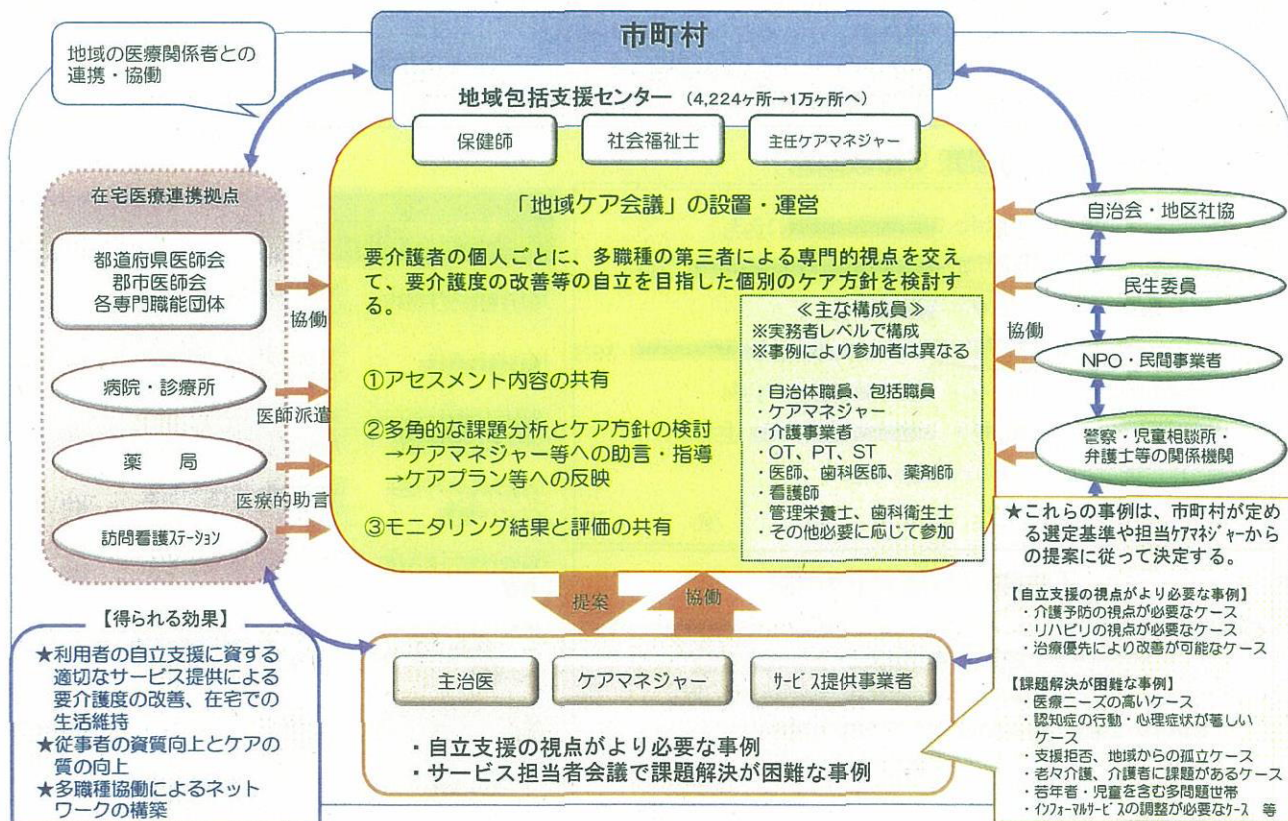 市町村
地域の医療関係者との
連携・協働
地域包括支援センター (4,224ヶ所→1万ヶ所へ)
保健師
社会福祉士
主任ケアマネジャー
「地域ケア会議」の設置・運営
要介護者の個人ごとに、多職種の第三者による専門的視点を交え
て、要介護度の改善等の自立を目指した個別のケア方針を検討す
る。
①アセスメント内容の共有
②多角的な課題分析とケア方針の検討
→ケアマネジャー等への助言・指導
→ケアプラン等への反映
③モニタリング結果と評価の共有
≪主な構成員≫
※実務者レベルで構成
※事例により参加者は異なる
・自治体職員、包括職員
・ケアマネジャー
・介護事業者
・OT、PT、ST
・医師、歯科医師、薬剤師
・看護師
・管理栄養士、歯科衛生士
・その他必要に応じて参加
在宅医療連携拠点
都道府県医師会
郡市医師会
各専門職能団体
協働
病院・診療所
医師派遣
薬 局
医療的助言
訪問看護ステーション
自治会・地区社協
民生委員
協働
NPO・民間事業者
警察・児童相談所・
弁護士等の関係機関
提案
協働
主治医
ケアマネジャー
サービス提供事業者
・自立支援の視点がより必要な事例
・サービス担当者会議で課題解決が困難な事例
【得られる効果】
★利用者の自立支援に資する
適切なサービス提供による
要介護度の改善、在宅での
生活維持
★従事者の資質向上とケアの
質の向上
★多職種協働によるネット
ワークの構築
★これらの事例は、市町村が定め
る選定基準や担当ケアマネジャーから
の提案に従って決定する。
【自立支援の視点がより必要な事例】
・介護予防の視点が必要なケース
・リハビリの視点が必要なケース
・治療優先により改善が可能なケース
【課題解決が困難な事例】
・医療ニーズの高いケース
・認知症の行動・心理症状が著しい
ケース
・支援拒否、地域からの孤立ケース
・老々介護、介護者に課題があるケース
・若年者・児童を含む多問題世帯
・インフォーマルサービスの調整が必要なケース 等